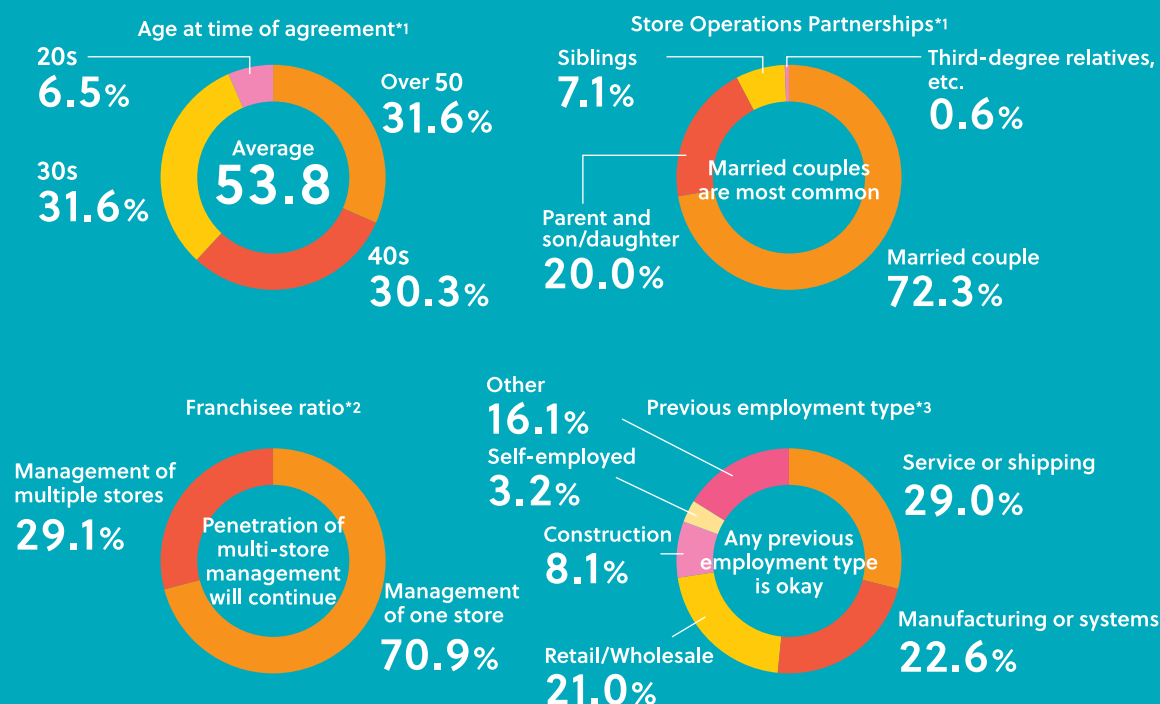 Age at time of agreement*1
20s
6.5%
Over 50
31.6%
Average
53.8
30s
31.6%
40s
30.3%
Store Operations Partnerships*1
Siblings
7.1%
Third-degree relatives,
etc.
0.6%
Married couples
are most common
Parent and
son/daughter
20.0%
Married couple
72.3%
Franchisee ratio*2
Management of
multiple stores
29.1%
Penetration of
multi-store
management
will continue
Management
of one store
70.9%
Previous employment type*3
Other
16.1%
Self-employed
3.2%
Construction
8.1%
Service or shipping
29.0%
Any previous
employment type
is okay
Retail/Wholesale
21.0%
Manufacturing or systems
22.6%